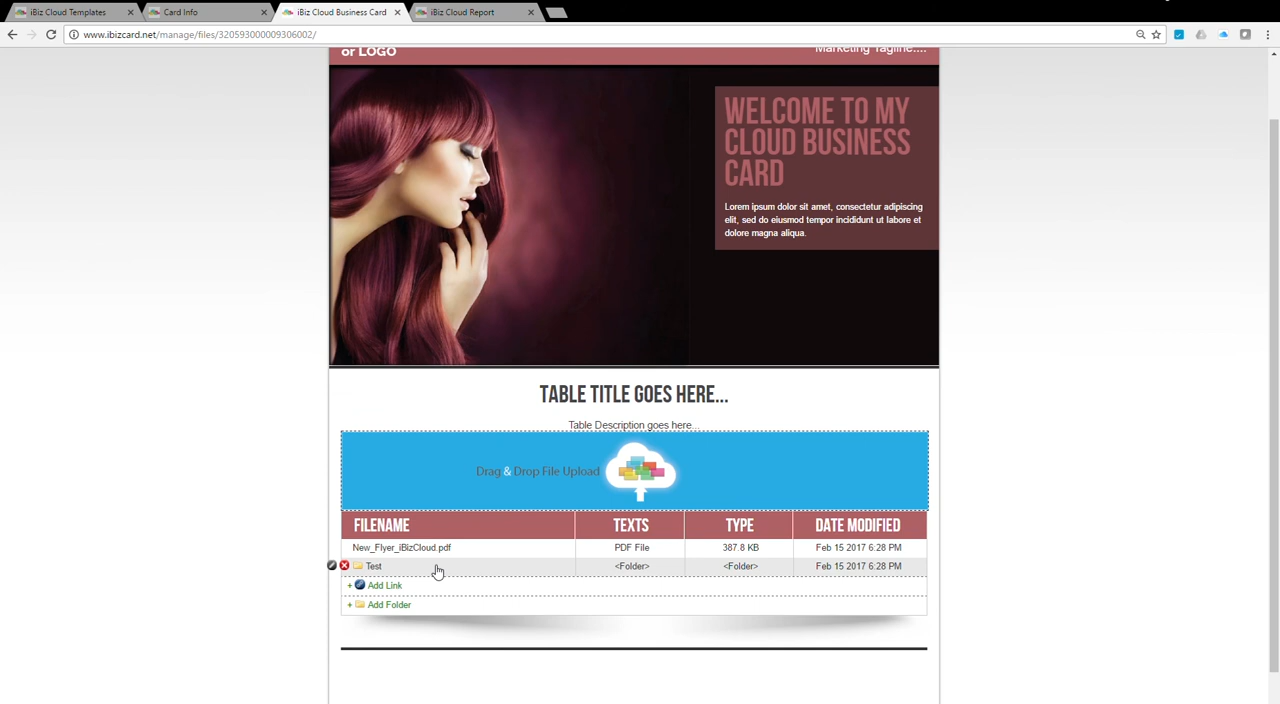 iBiz Cloud Templates
Card Info
iBiz Cloud Business Card
iBiz Cloud Report
www.ibizcard.net/manage/files/320593000009306002/
or LOGO
Marketing Tagline....
WELCOME TO MY
CLOUD BUSINESS
CARD
Lorem ipsum dolor sit amet, consectetur adipiscing
elit, sed do eiusmod tempor incididunt ut labore et
dolore magna aliqua.
TABLE TITLE GOES HERE...
Table Description goes here...
Drag & Drop File Upload
FILENAME TEXTS TYPE DATE MODIFIED
New_Flyer_iBizCloud.pdf PDF File 387.8 KB Feb 15 2017 6:28 PM
Test <Folder> <Folder> Feb 15 2017 6:28 PM
+ Add Link
+ Add Folder